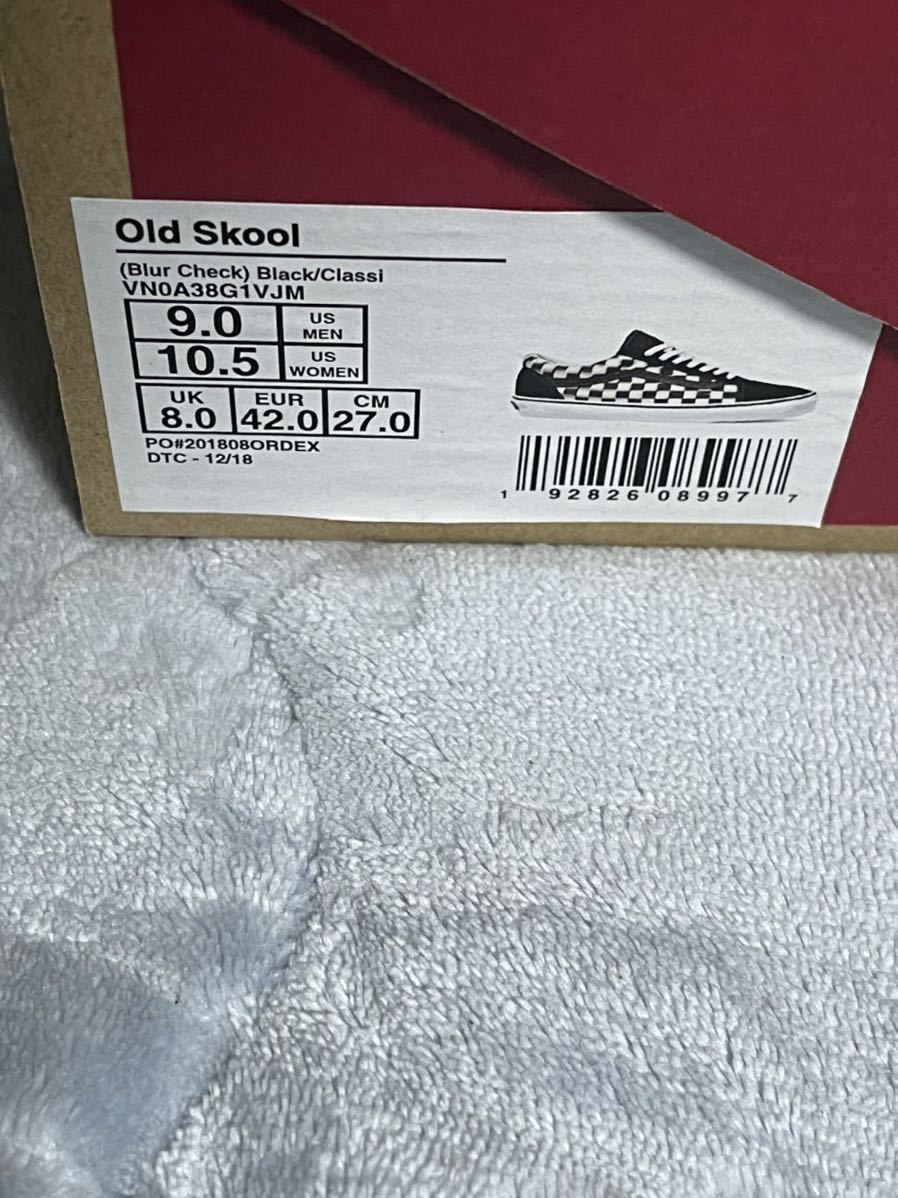 Old Skool
(Blur Check) Black/Classi
VN0A38G1VJM
9.0 US MEN
10.5 US WOMEN
UK EUR CM
8.0 42.0 27.0
PO#201808ORDEX
DTC - 12/18
1 92826 08997 7